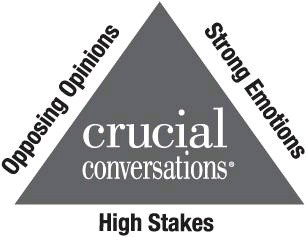 Opposing Opinions
Strong Emotions
crucial
conversations®
High Stakes